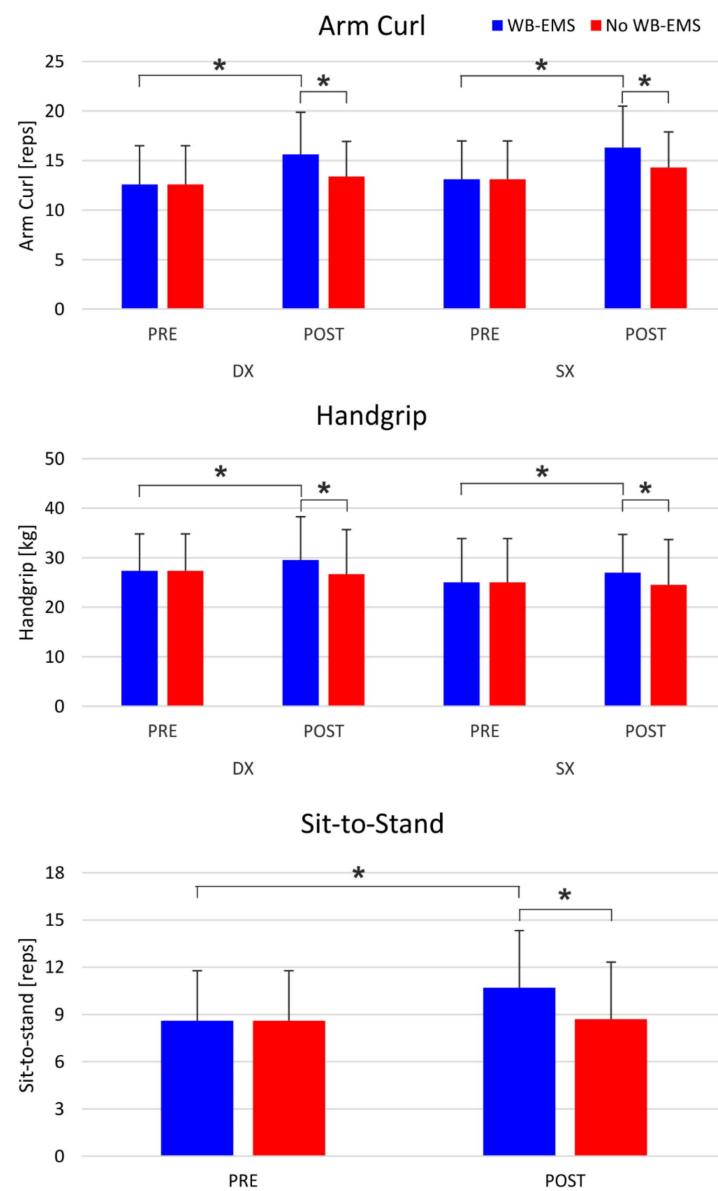 Arm Curl
WB-EMS No WB-EMS
Arm Curl [reps]
25
20
15
10
5
0
* * * *
PRE POST PRE POST
DX SX
Handgrip
Handgrip [kg]
50
40
30
20
10
0
* * * *
PRE POST PRE POST
DX SX
Sit-to-Stand
Sit-to-stand [reps]
18
15
12
9
6
3
0
* *
PRE POST